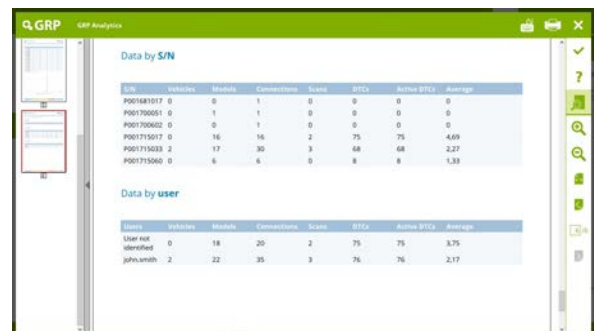 GRP GRP Analytics
Data by S/N
S/N Vehicles Models Connections Scans DTCs Active DTCs Average
P001681017 0 0 1 0 0 0 0
P001700051 0 1 1 0 0 0 0
P001700602 0 0 1 0 0 0 0
P001715017 0 16 16 2 75 75 4,69
P001715033 2 17 30 3 68 68 2,27
P001715060 0 6 6 0 8 8 1,33
Data by user
Users Vehicles Models Connections Scans DTCs Active DTCs Average
User not
identified 0 18 20 2 75 75 3,75
john.smith 2 22 35 3 76 76 2,17